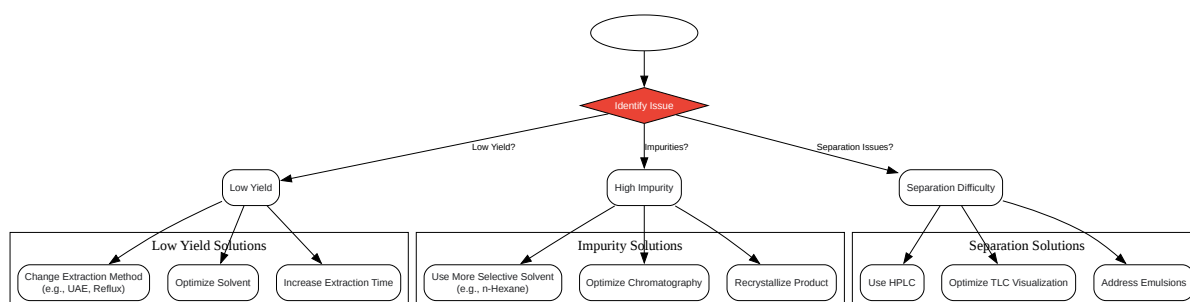 Identify Issue
Low Yield?
Impurities?
Separation Issues?
Low Yield
High Impurity
Separation Difficulty
Low Yield Solutions
Impurity Solutions
Separation Solutions
Change Extraction Method
(e.g., UAE, Reflux)
Optimize Solvent
Increase Extraction Time
Use More Selective Solvent
(e.g., n-Hexane)
Optimize Chromatography
Recrystallize Product
Use HPLC
Optimize TLC Visualization
Address Emulsions